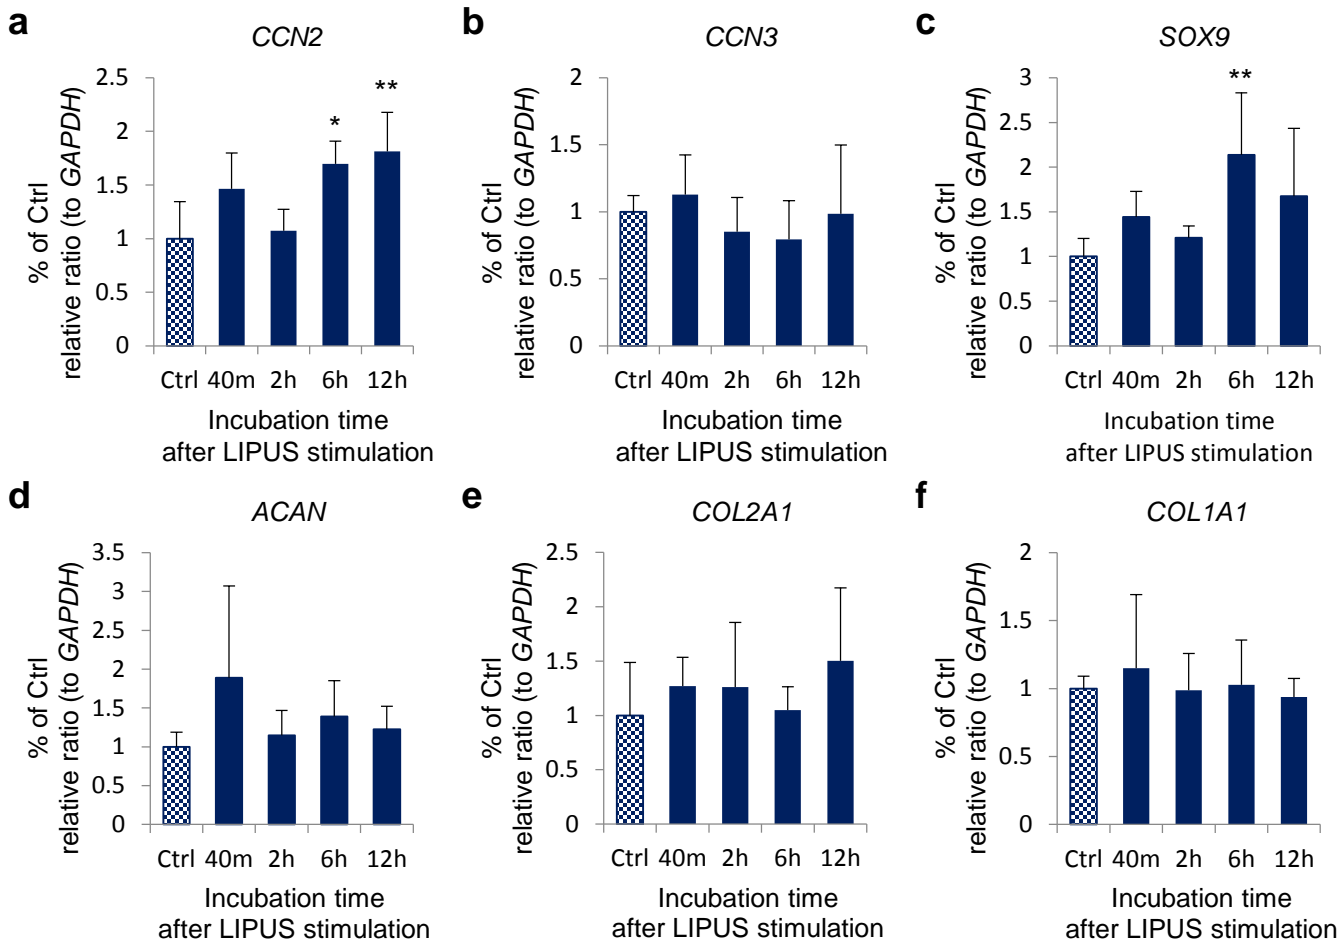 a
CCN2
% of Ctrl
relative ratio (to GAPDH)
2.5
2
1.5
1
0.5
0
*
**
Ctrl 40m 2h 6h 12h
Incubation time
after LIPUS stimulation
b
CCN3
% of Ctrl
relative ratio (to GAPDH)
2
1.5
1
0.5
0
Ctrl 40m 2h 6h 12h
Incubation time
after LIPUS stimulation
c
SOX9
% of Ctrl
relative ratio (to GAPDH)
3
2.5
2
1.5
1
0.5
0
**
Ctrl 40m 2h 6h 12h
Incubation time
after LIPUS stimulation
d
ACAN
% of Ctrl
relative ratio (to GAPDH)
3.5
3
2.5
2
1.5
1
0.5
0
Ctrl 40m 2h 6h 12h
Incubation time
after LIPUS stimulation
e
COL2A1
% of Ctrl
relative ratio (to GAPDH)
2.5
2
1.5
1
0.5
0
Ctrl 40m 2h 6h 12h
Incubation time
after LIPUS stimulation
f
COL1A1
% of Ctrl
relative ratio (to GAPDH)
2
1.5
1
0.5
0
Ctrl 40m 2h 6h 12h
Incubation time
after LIPUS stimulation